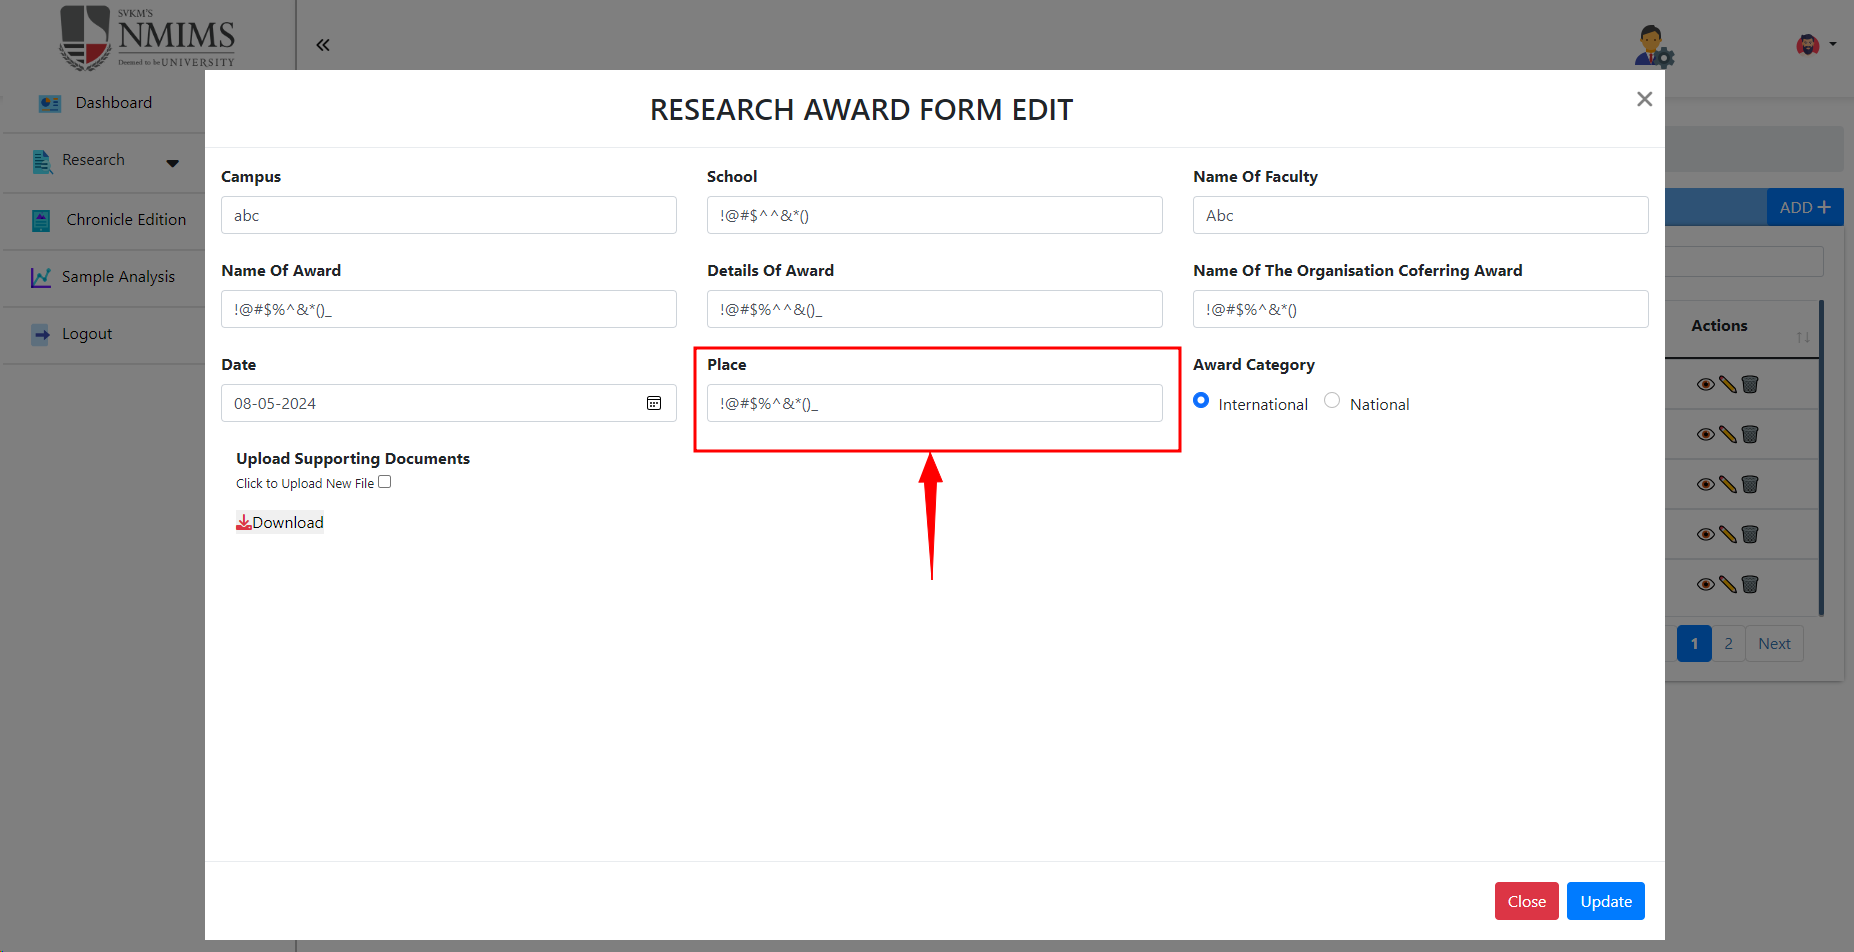 SVKM'S
NMIMS
Deemed to be UNIVERSITY
Dashboard
Research
Chronicle Edition
Sample Analysis
Logout
RESEARCH AWARD FORM EDIT
Campus
School
Name Of Faculty
abc
!@#$^^&*()
Abc
Name Of Award
Details Of Award
Name Of The Organisation Coferring Award
!@#$%^&*()_
!@#$%^^&()_
!@#$%^&*()
Date
Place
Award Category
08-05-2024
!@#$%^&*()_
International
National
Upload Supporting Documents
Click to Upload New File
Download
Close
Update
ADD
Actions
1
2
Next